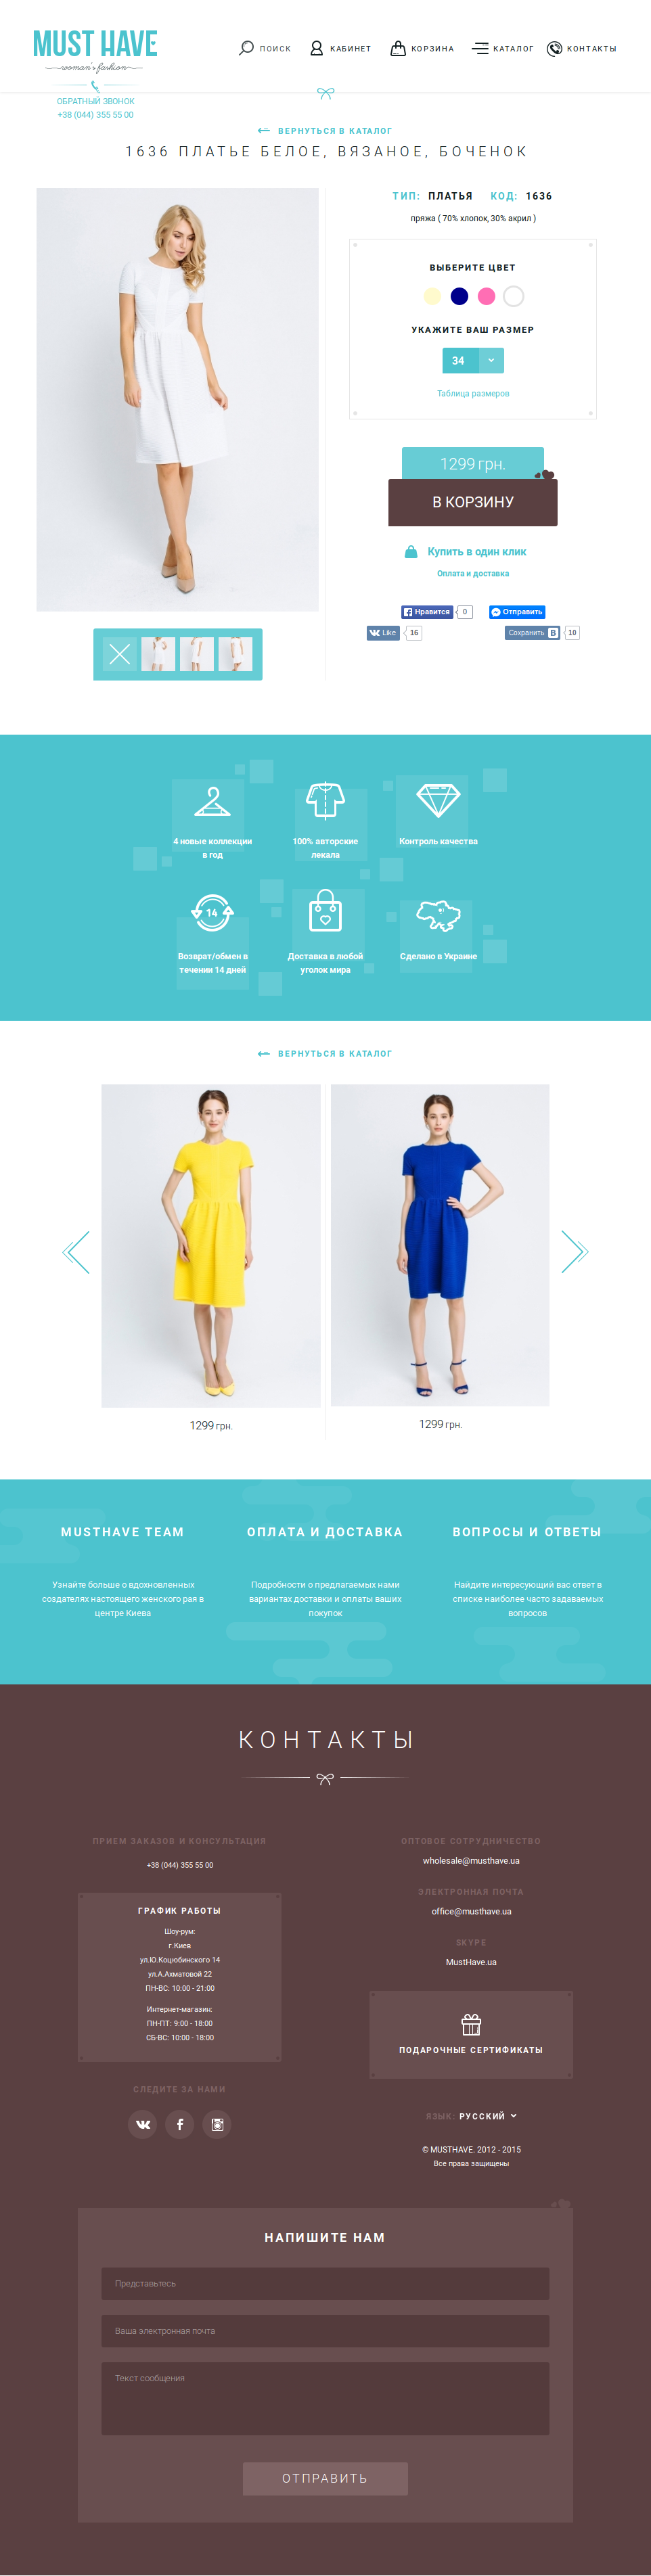 MUST HAVE
woman's fashion
ОБРАТНЫЙ ЗВОНОК
+38 (044) 355 55 00
ПОИСК
КАБИНЕТ
КОРЗИНА
КАТАЛОГ
КОНТАКТЫ
ВЕРНУТЬСЯ В КАТАЛОГ
1636 ПЛАТЬЕ БЕЛОЕ, ВЯЗАНОЕ, БОЧЕНОК
ТИП: ПЛАТЬЯ КОД: 1636
пряжа ( 70% хлопок, 30% акрил )
ВЫБЕРИТЕ ЦВЕТ
УКАЖИТЕ ВАШ РАЗМЕР
34
Таблица размеров
1299 грн.
В КОРЗИНУ
Купить в один клик
Оплата и доставка
Нравится 0
Отправить
Like 16
Сохранить B 10
4 новые коллекции
в год
100% авторские
лекала
Контроль качества
14
Возврат/обмен в
течении 14 дней
Доставка в любой
уголок мира
Сделано в Украине
ВЕРНУТЬСЯ В КАТАЛОГ
1299 грн.
1299 грн.
MUSTHAVE TEAM
Узнайте больше о вдохновленных
создателях настоящего женского рая в
центре Киева
ОПЛАТА И ДОСТАВКА
Подробности о предлагаемых нами
вариантах доставки и оплаты ваших
покупок
ВОПРОСЫ И ОТВЕТЫ
Найдите интересующий вас ответ в
списке наиболее часто задаваемых
вопросов
КОНТАКТЫ
ПРИЕМ ЗАКАЗОВ И КОНСУЛЬТАЦИЯ
+38 (044) 355 55 00
ГРАФИК РАБОТЫ
Шоу-рум:
г.Киев
ул.Ю.Коцюбинского 14
ул.А.Ахматовой 22
ПН-ВС: 10:00 - 21:00
Интернет-магазин:
ПН-ПТ: 9:00 - 18:00
СБ-ВС: 10:00 - 18:00
СЛЕДИТЕ ЗА НАМИ
ОПТОВОЕ СОТРУДНИЧЕСТВО
wholesale@musthave.ua
ЭЛЕКТРОННАЯ ПОЧТА
office@musthave.ua
SKYPE
MustHave.ua
ПОДАРОЧНЫЕ СЕРТИФИКАТЫ
ЯЗЫК: РУССКИЙ
© MUSTHAVE. 2012 - 2015
Все права защищены
НАПИШИТЕ НАМ
Представьтесь
Ваша электронная почта
Текст сообщения
ОТПРАВИТЬ